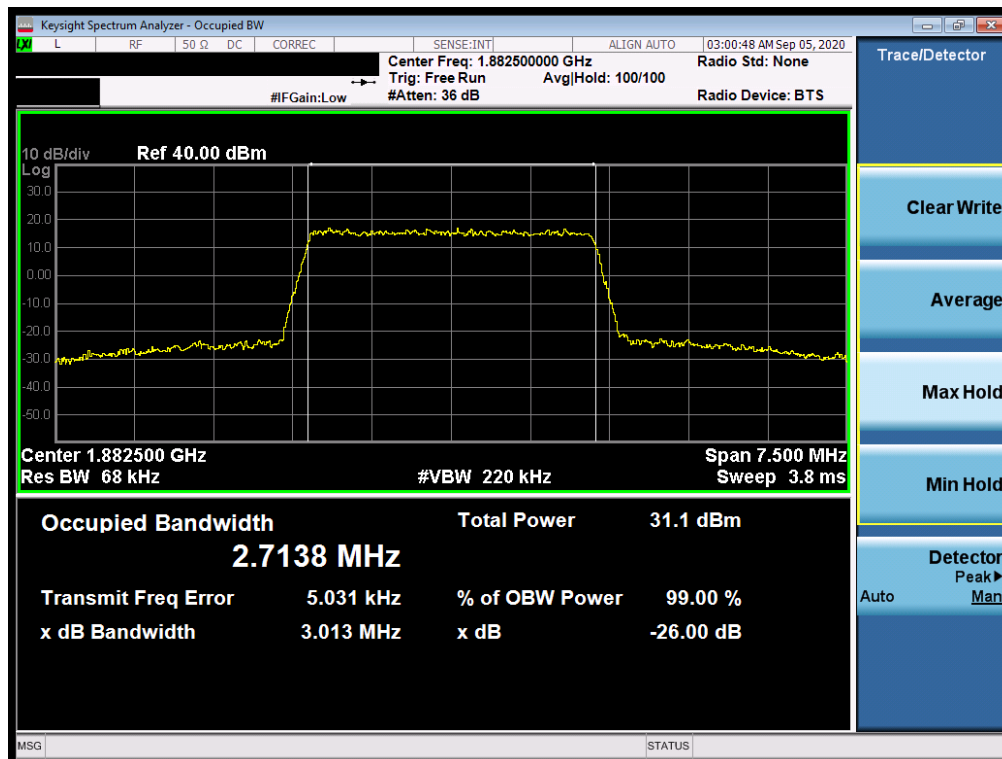 Keysight Spectrum Analyzer - Occupied BW
LXI L RF 50 Ω DC CORREC SENSE:INT ALIGN AUTO 03:00:48 AM Sep 05, 2020
Center Freq: 1.882500000 GHz Radio Std: None
Trig: Free Run Avg|Hold: 100/100
#IFGain:Low #Atten: 36 dB Radio Device: BTS
10 dB/div Ref 40.00 dBm
Log
30.0
20.0
10.0
0.00
-10.0
-20.0
-30.0
-40.0
-50.0
Center 1.882500 GHz Span 7.500 MHz
Res BW 68 kHz #VBW 220 kHz Sweep 3.8 ms
Occupied Bandwidth Total Power 31.1 dBm
2.7138 MHz
Transmit Freq Error 5.031 kHz % of OBW Power 99.00 %
x dB Bandwidth 3.013 MHz x dB -26.00 dB
MSG STATUS
Trace/Detector
Clear Write
Average
Max Hold
Min Hold
Detector
Peak▶
Auto Man